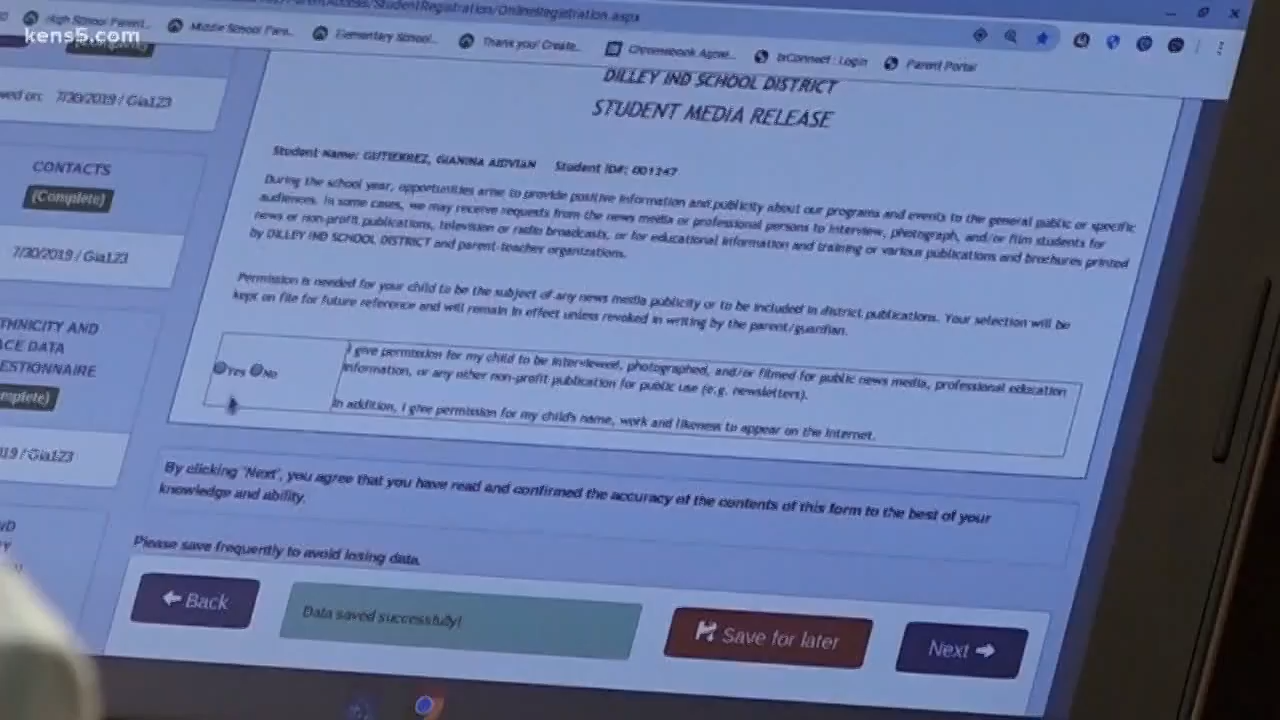 ParentAccess/StudentRegistration/OnlineRegistration.aspx
High School Parent...
Middle School Pare...
Elementary School...
Thank you! Create...
Chromebook Agree...
txConnect : Login
Parent Portal
kens5.com
7/30/2019 / Gia123
CONTACTS
(Complete)
7/30/2019 / Gia123
DILLEY IND SCHOOL DISTRICT
STUDENT MEDIA RELEASE
Student Name: GUTIERREZ, GIANINA AIDVIAN Student ID#: 001247
During the school year, opportunities arise to provide positive information and publicity about our programs and events to the general public or specific
audiences. In some cases, we may receive requests from the news media or professional persons to interview, photograph, and/or film students for
news or non-profit publications, television or radio broadcasts, or for educational information and training or various publications and brochures printed
by DILLEY IND SCHOOL DISTRICT and parent-teacher organizations.
Permission is needed for your child to be the subject of any news media publicity or to be included in district publications. Your selection will be
kept on file for future reference and will remain in effect unless revoked in writing by the parent/guardian.
Yes No
I give permission for my child to be interviewed, photographed, and/or filmed for public news media, professional education
information, or any other non-profit publication for public use (e.g. newsletters).
In addition, I give permission for my child's name, work and likeness to appear on the Internet.
By clicking 'Next', you agree that you have read and confirmed the accuracy of the contents of this form to the best of your
knowledge and ability.
Please save frequently to avoid losing data.
Back
Data saved successfully!
Save for later
Next